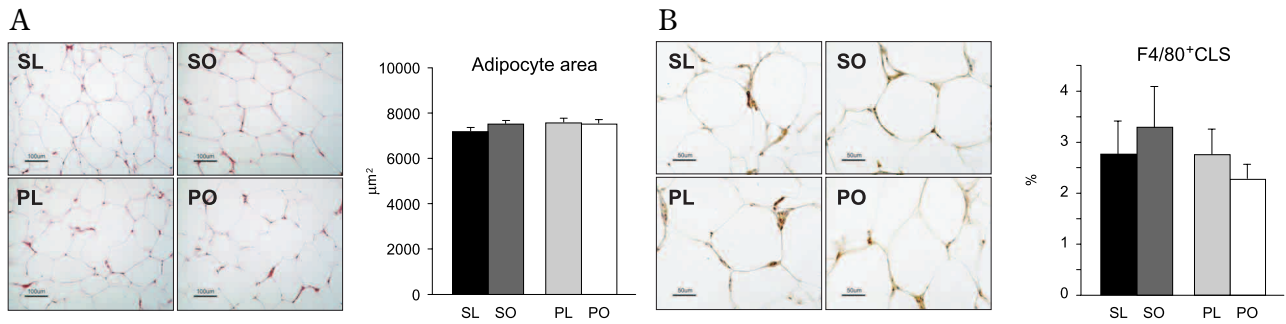 A
SL
SO
100um
100um
PL
PO
100um
100um
Adipocyte area
10000
8000
6000
4000
2000
0
µm²
SL SO PL PO
B
SL
SO
50um
50um
PL
PO
50um
50um
F4/80⁺CLS
4
3
2
1
0
%
SL SO PL PO